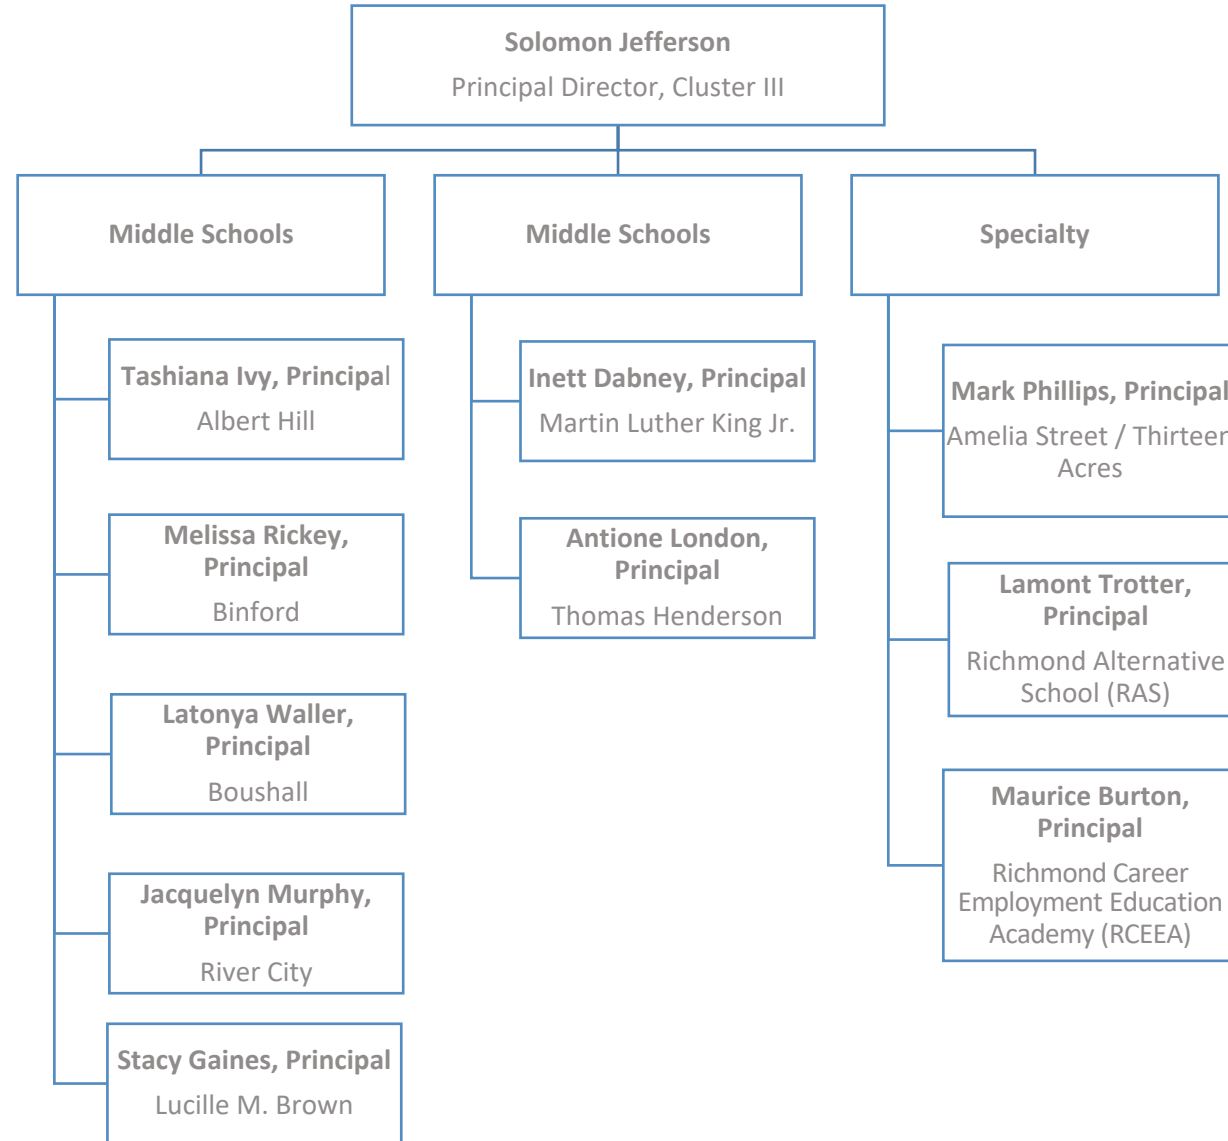 Solomon Jefferson
Principal Director, Cluster III
Middle Schools
Tashiana Ivy, Principal
Albert Hill
Melissa Rickey,
Principal
Binford
Latonya Waller,
Principal
Boushall
Jacquelyn Murphy,
Principal
River City
Stacy Gaines, Principal
Lucille M. Brown
Middle Schools
Inett Dabney, Principal
Martin Luther King Jr.
Antione London,
Principal
Thomas Henderson
Specialty
Mark Phillips, Principal
Amelia Street / Thirteen
Acres
Lamont Trotter,
Principal
Richmond Alternative
School (RAS)
Maurice Burton,
Principal
Richmond Career
Employment Education
Academy (RCEEA)